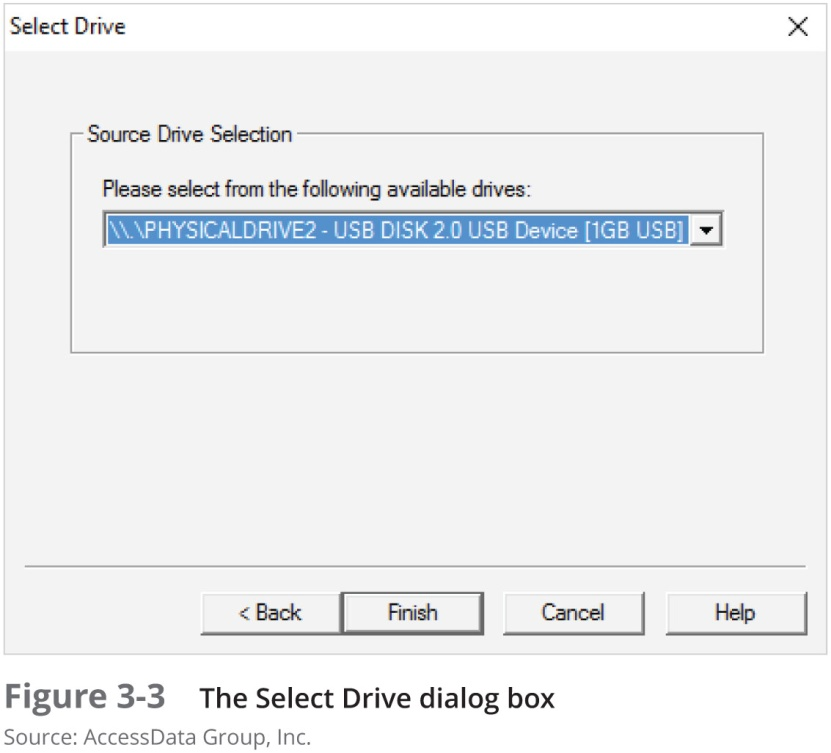 Select Drive
Source Drive Selection
Please select from the following available drives:
\\.\PHYSICALDRIVE2 - USB DISK 2.0 USB Device [1GB USB]
< Back
Finish
Cancel
Help
Figure 3-3 The Select Drive dialog box
Source: AccessData Group, Inc.